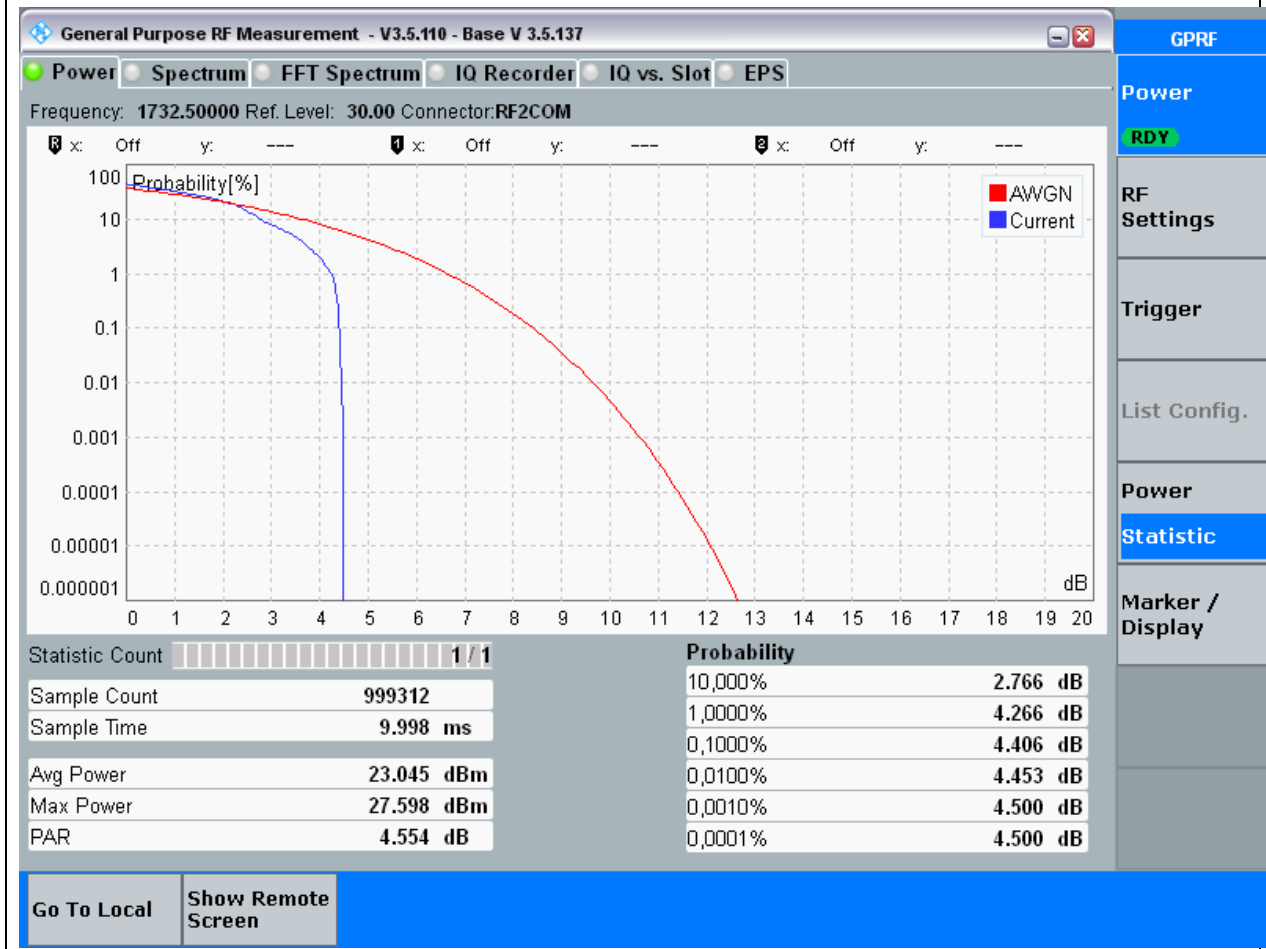 General Purpose RF Measurement - V3.5.110 - Base V 3.5.137
GPRF
Power Spectrum FFT Spectrum IQ Recorder IQ vs. Slot EPS
Frequency: 1732.50000 Ref. Level: 30.00 Connector:RF2COM
R x: Off y: --- 1 x: Off y: --- 2 x: Off y: ---
Probability[%]
AWGN
Current
100
10
1
0.1
0.01
0.001
0.0001
0.00001
0.000001
dB
0 1 2 3 4 5 6 7 8 9 10 11 12 13 14 15 16 17 18 19 20
Statistic Count 1 / 1
Sample Count 999312
Sample Time 9.998 ms
Avg Power 23.045 dBm
Max Power 27.598 dBm
PAR 4.554 dB
Probability
10,000% 2.766 dB
1,0000% 4.266 dB
0,1000% 4.406 dB
0,0100% 4.453 dB
0,0010% 4.500 dB
0,0001% 4.500 dB
Power
RDY
RF
Settings
Trigger
List Config.
Power
Statistic
Marker /
Display
Go To Local
Show Remote
Screen